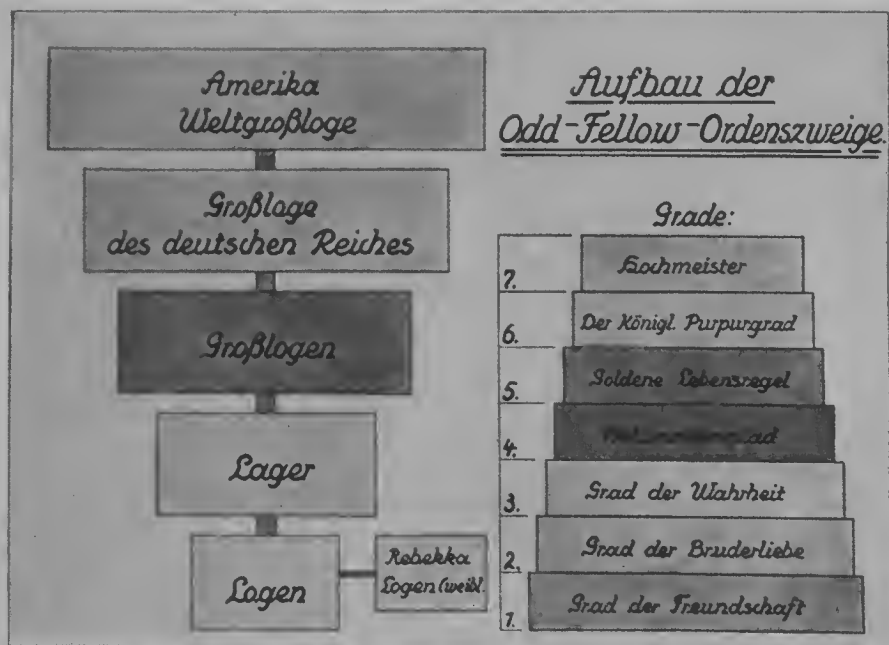 Amerika
Weltgroßloge
Großloge
des deutschen Reiches
Großlogen
Lager
Logen
Rebekka
Logen (weibl.
Aufbau der
Odd-Fellow-Ordenszweige.
Grade:
7. Hochmeister
6. Der Königl. Purpurgrad
5. Goldene Lebensregel
4.
3. Grad der Wahrheit
2. Grad der Bruderliebe
1. Grad der Freundschaft